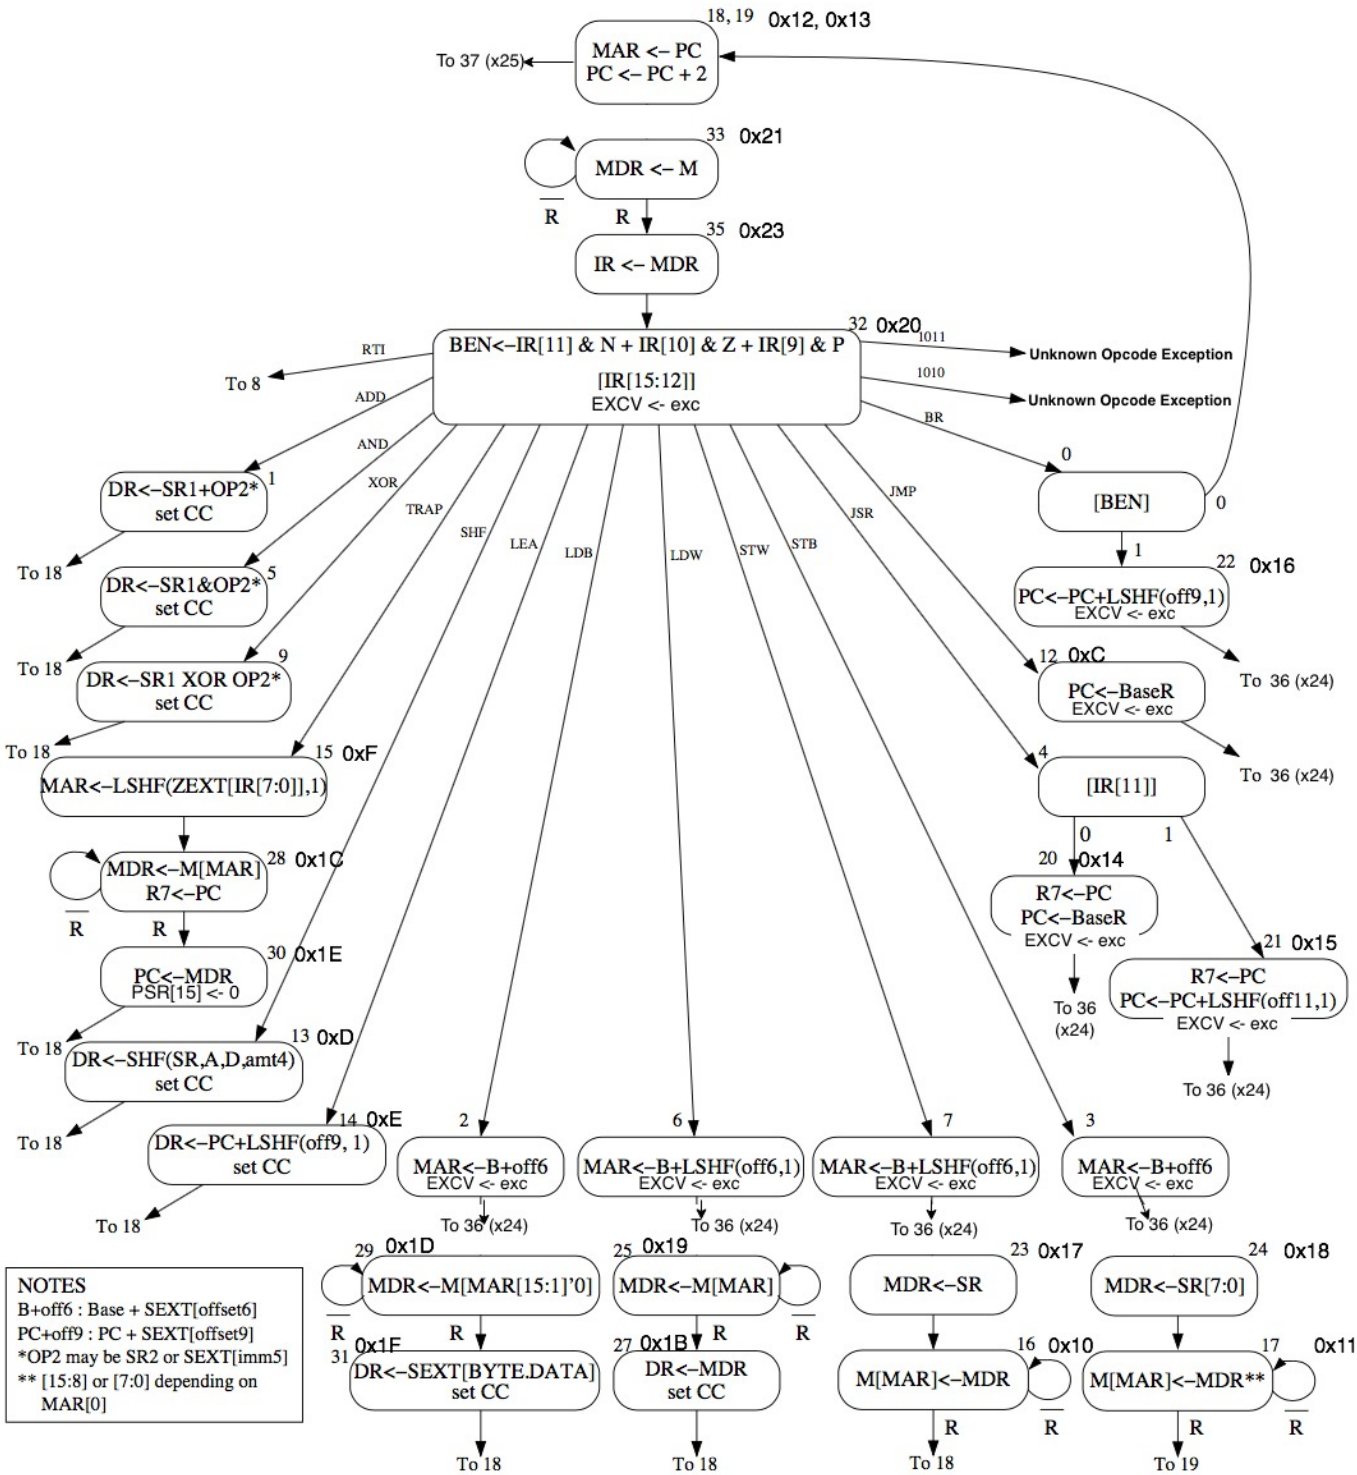 18, 19 0x12, 0x13
MAR <– PC
PC <– PC + 2
To 37 (x25)
33 0x21
MDR <– M
R
R
35 0x23
IR <– MDR
32 0x20
BEN<–IR[11] & N + IR[10] & Z + IR[9] & P
[IR[15:12]]
EXCV <- exc
1011
Unknown Opcode Exception
1010
Unknown Opcode Exception
RTI
To 8
ADD
AND
XOR
TRAP
SHF
LEA
LDB
LDW
STW
STB
JSR
JMP
BR
0
[BEN]
0
1
1
DR<–SR1+OP2*
set CC
To 18
5
DR<–SR1&OP2*
set CC
To 18
9
DR<–SR1 XOR OP2*
set CC
To 18
22 0x16
PC<–PC+LSHF(off9,1)
EXCV <- exc
To 36 (x24)
12 0xC
PC<–BaseR
EXCV <- exc
To 36 (x24)
15 0xF
MAR<–LSHF(ZEXT[IR[7:0]],1)
28 0x1C
MDR<–M[MAR]
R7<–PC
R
R
30 0x1E
PC<–MDR
PSR[15] <- 0
To 18
4
[IR[11]]
0
1
20 0x14
R7<–PC
PC<–BaseR
EXCV <- exc
To 36
(x24)
21 0x15
R7<–PC
PC<–PC+LSHF(off11,1)
EXCV <- exc
To 36 (x24)
13 0xD
DR<–SHF(SR,A,D,amt4)
set CC
To 18
14 0xE
DR<–PC+LSHF(off9, 1)
set CC
To 18
2
MAR<–B+off6
EXCV <- exc
To 36 (x24)
6
MAR<–B+LSHF(off6,1)
EXCV <- exc
To 36 (x24)
7
MAR<–B+LSHF(off6,1)
EXCV <- exc
To 36 (x24)
3
MAR<–B+off6
EXCV <- exc
To 36 (x24)
29 0x1D
MDR<–M[MAR[15:1]'0]
R
R
31 0x1F
DR<–SEXT[BYTE.DATA]
set CC
To 18
25 0x19
MDR<–M[MAR]
R
R
27 0x1B
DR<–MDR
set CC
To 18
23 0x17
MDR<–SR
16 0x10
M[MAR]<–MDR
R
R
To 18
24 0x18
MDR<–SR[7:0]
17 0x11
M[MAR]<–MDR**
R
R
To 19
NOTES
B+off6 : Base + SEXT[offset6]
PC+off9 : PC + SEXT[offset9]
*OP2 may be SR2 or SEXT[imm5]
** [15:8] or [7:0] depending on
MAR[0]